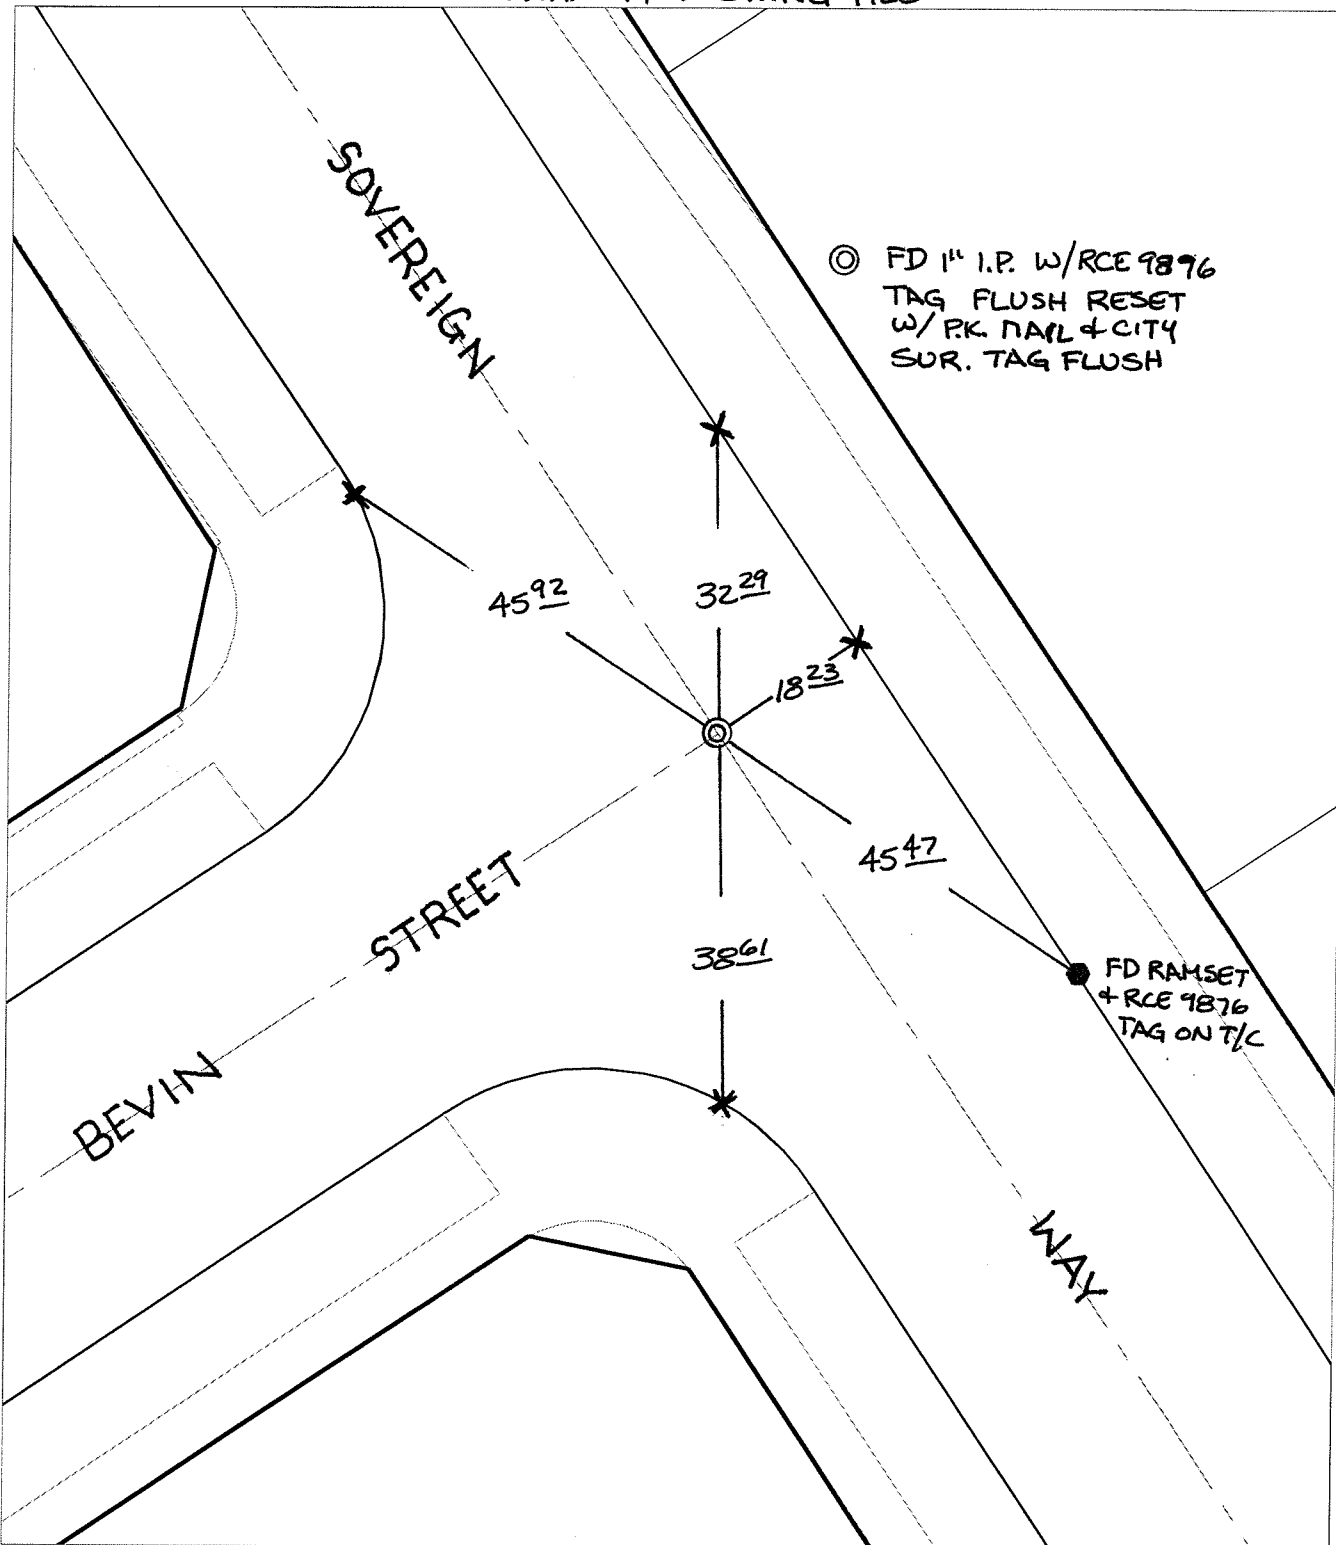 SOVEREIGN
FD 1" I.P. W/RCE 9896
TAG FLUSH RESET
W/ P.K. NAIL & CITY
SUR. TAG FLUSH
45 92
32 29
18 23
45 47
STREET
38 61
FD RAMSET
& RCE 9876
TAG ON T/C
BEVIN
WAY